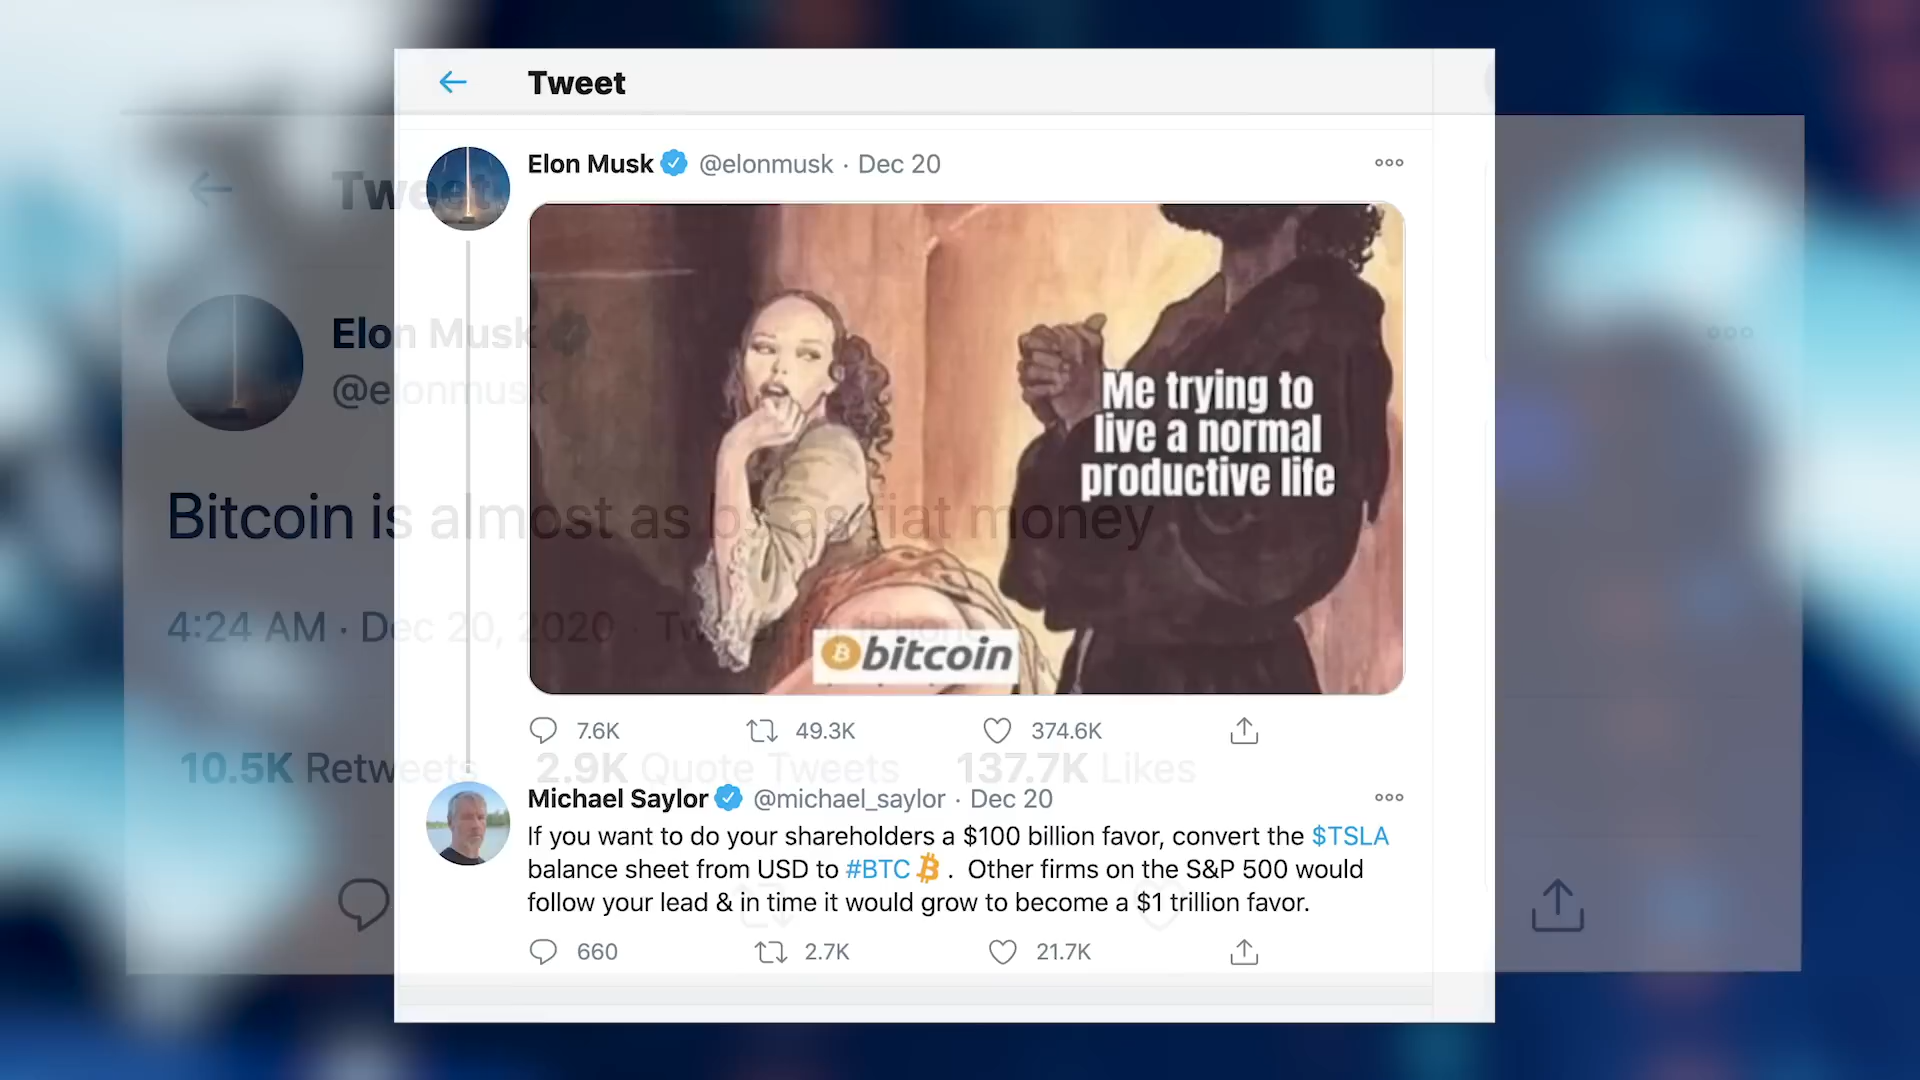 Tweet
Elon Musk @elonmusk · Dec 20
Me trying to
live a normal
productive life
bitcoin
7.6K 49.3K 374.6K
Michael Saylor @michael_saylor · Dec 20
If you want to do your shareholders a $100 billion favor, convert the $TSLA
balance sheet from USD to #BTC . Other firms on the S&P 500 would
follow your lead & in time it would grow to become a $1 trillion favor.
660 2.7K 21.7K
Tweet
Elon Musk
@elonmusk
Bitcoin is almost as bs as fiat money
4:24 AM · Dec 20, 2020 · Twitter for iPhone
10.5K Retweets 2.9K Quote Tweets 137.7K Likes